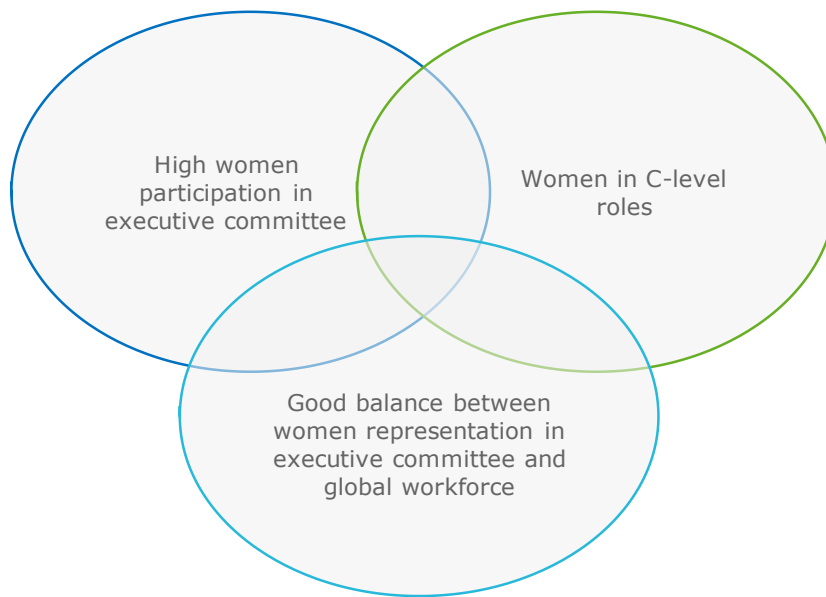 High women
participation in
executive committee
Women in C-level
roles
Good balance between
women representation in
executive committee and
global workforce